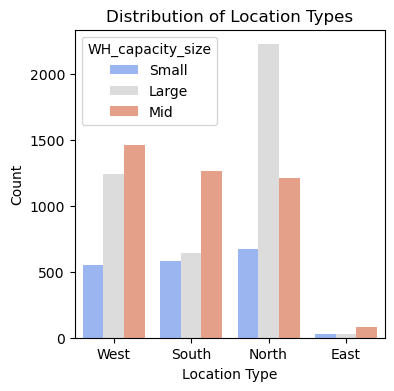 Distribution of Location Types
WH_capacity_size
Small
Large
Mid
2000
1500
1000
500
0
Count
West South North East
Location Type